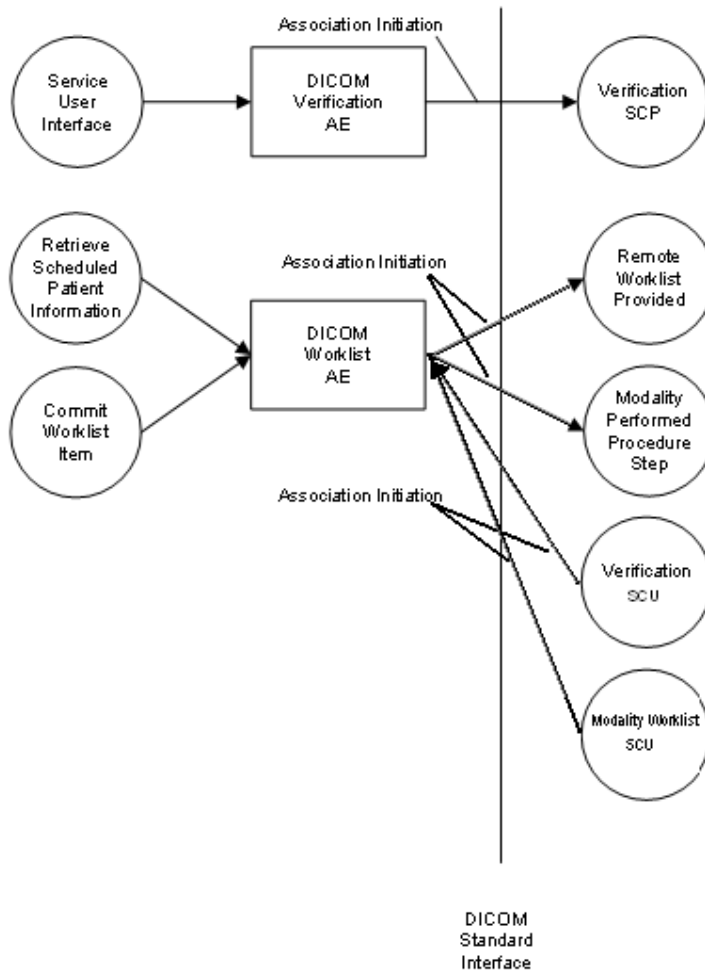 Association Initiation
Service
User
Interface
DICOM
Verification
AE
Verification
SCP
Retrieve
Scheduled
Patient
Information
Association Initiation
Remote
Worklist
Provided
DICOM
Worklist
AE
Commit
Worklist
Item
Modality
Performed
Procedure
Step
Association Initiation
Verification
SCU
Modality Worklist
SCU
DICOM
Standard
Interface